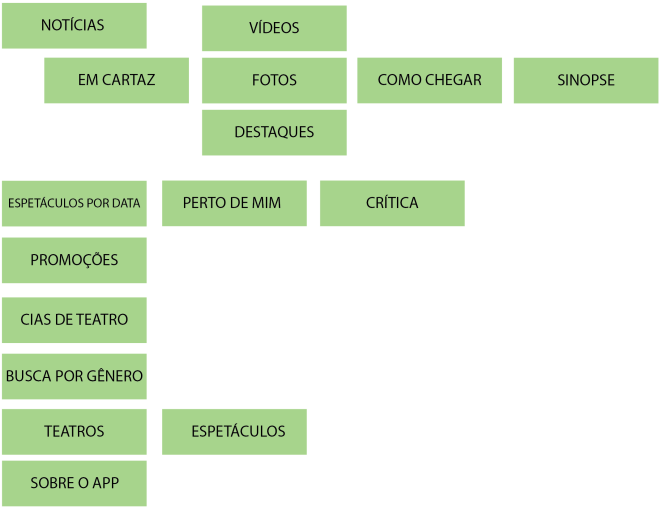 NOTÍCIAS
VÍDEOS
EM CARTAZ
FOTOS
COMO CHEGAR
SINOPSE
DESTAQUES
ESPETÁCULOS POR DATA
PERTO DE MIM
CRÍTICA
PROMOÇÕES
CIAS DE TEATRO
BUSCA POR GÊNERO
TEATROS
ESPETÁCULOS
SOBRE O APP